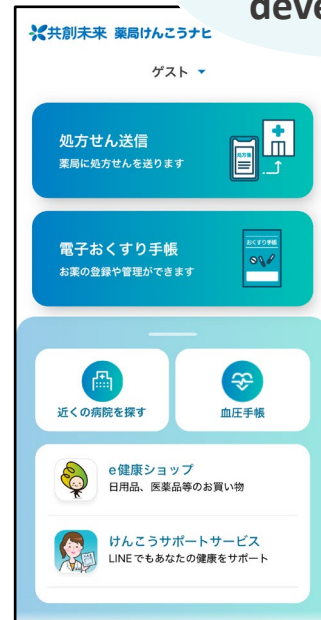 deve
共創未来 薬局けんこうナビ
ゲスト
処方せん送信
薬局に処方せんを送ります
処方箋
電子おくすり手帳
お薬の登録や管理ができます
おくすり手帳
近くの病院を探す
血圧手帳
e健康ショップ
日用品、医薬品等のお買い物
けんこうサポートサービス
LINEでもあなたの健康をサポート